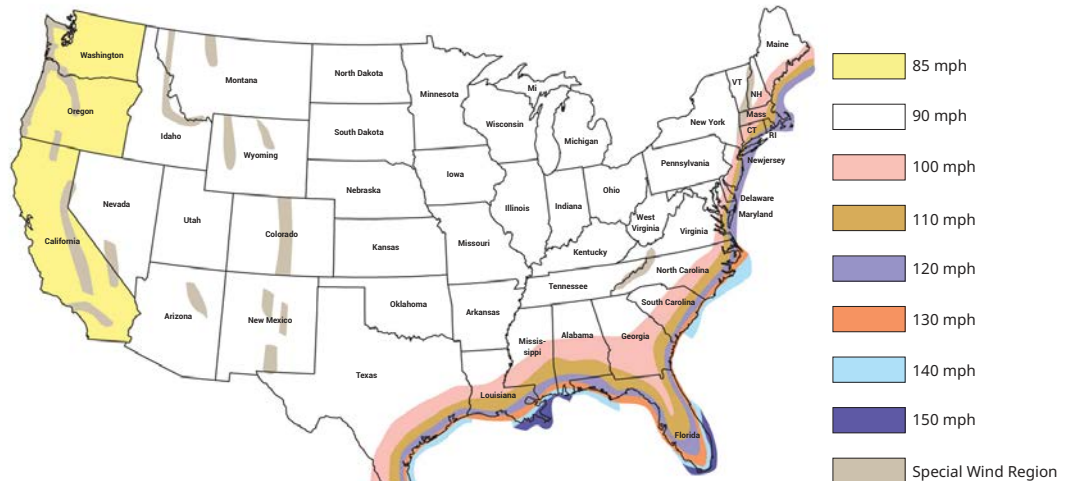 Washington
Montana
North Dakota
Minnesota
Maine
Oregon
Idaho
Wyoming
South Dakota
Wisconsin
Mi
Michigan
New York
VT
NH
Mass
CT
RI
Newjersey
Nevada
Utah
Colorado
Nebraska
Iowa
Illinois
Indiana
Ohio
Pennsylvania
Delaware
Maryland
West
Virginia
Virginia
California
Kansas
Missouri
Kentucky
North Carolina
Tennessee
South Carolina
Arizona
New Mexico
Oklahoma
Arkansas
Missis-
sippi
Alabama
Georgia
Texas
Louisiana
Florida
85 mph
90 mph
100 mph
110 mph
120 mph
130 mph
140 mph
150 mph
Special Wind Region